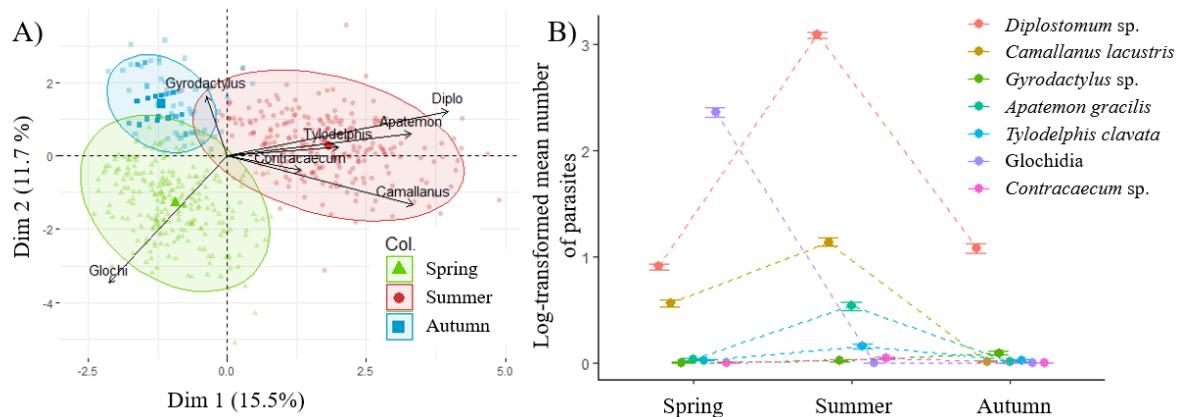 A)
Gyrodactylus
Diplo
Apatemon
Tylodelphis
Contracaecum
Camallanus
Glochi
Col.
Spring
Summer
Autumn
2
0
-2
-4
-2.5
0.0
2.5
5.0
Dim 2 (11.7 %)
Dim 1 (15.5%)
B)
Diplostomum sp.
Camallanus lacustris
Gyrodactylus sp.
Apatemon gracilis
Tylodelphis clavata
Glochidia
Contracaecum sp.
3
2
1
0
Log-transformed mean number
of parasites
Spring
Summer
Autumn